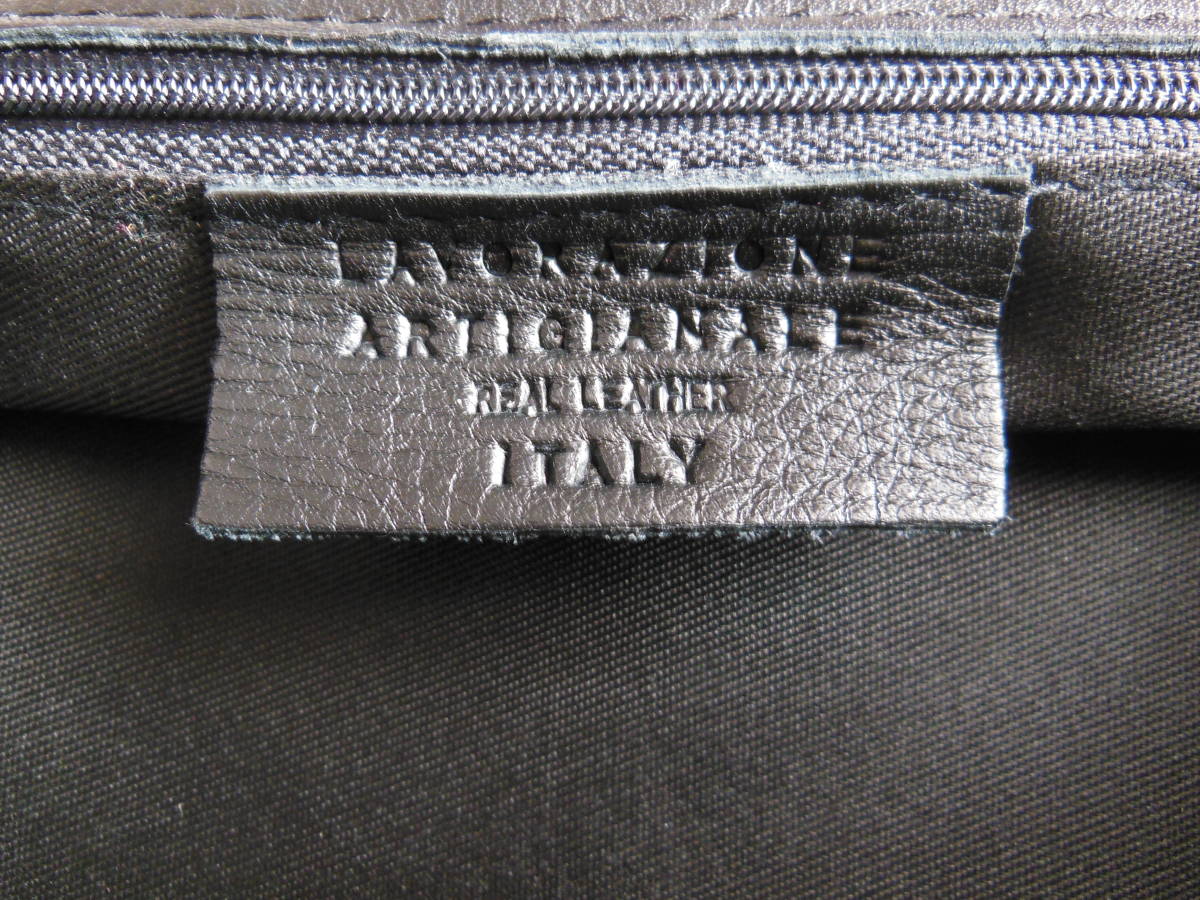 LAVORAZIONE
ARTIGIANALE
REAL LEATHER
ITALY